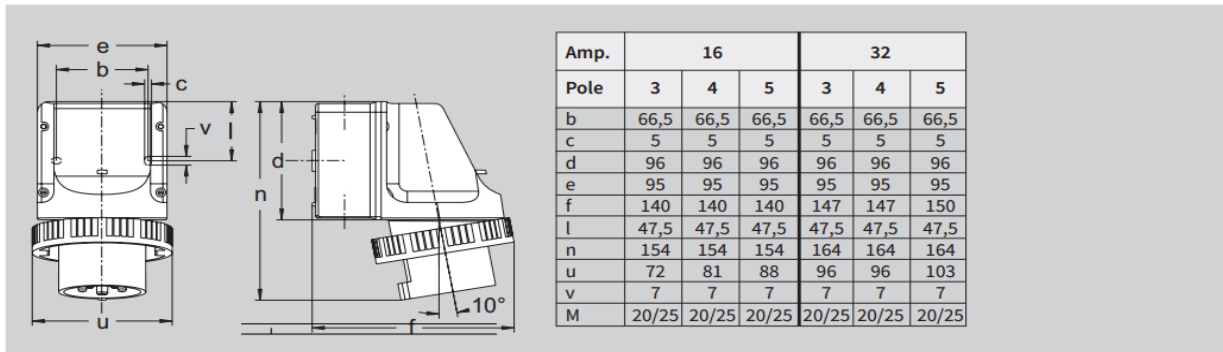 e
b
c
v
l
d
n
u
10°
f
Amp. 16 32
Pole 3 4 5 3 4 5
b 66,5 66,5 66,5 66,5 66,5 66,5
c 5 5 5 5 5 5
d 96 96 96 96 96 96
e 95 95 95 95 95 95
f 140 140 140 147 147 150
l 47,5 47,5 47,5 47,5 47,5 47,5
n 154 154 154 164 164 164
u 72 81 88 96 96 103
v 7 7 7 7 7 7
M 20/25 20/25 20/25 20/25 20/25 20/25